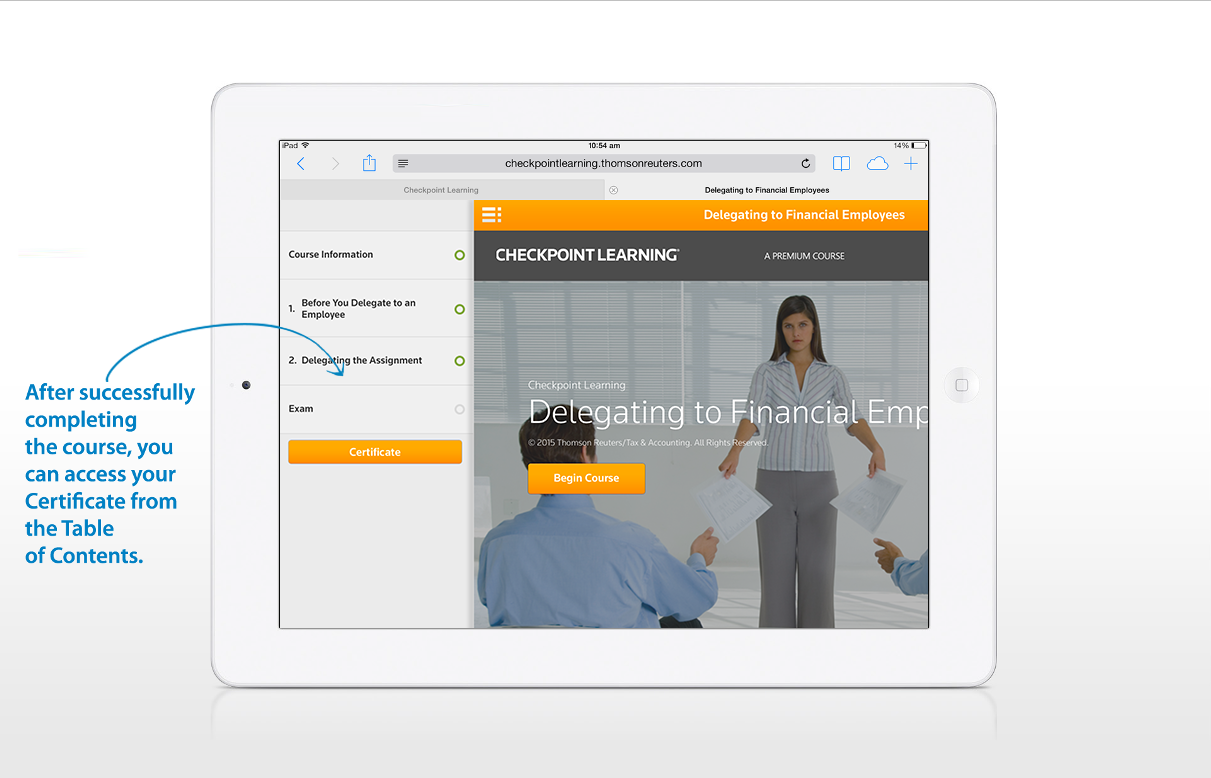 iPad
10:54 am
14%
checkpointlearning.thomsonreuters.com
Checkpoint Learning
Delegating to Financial Employees
Delegating to Financial Employees
Course Information
CHECKPOINT LEARNING®
A PREMIUM COURSE
1. Before You Delegate to an
Employee
2. Delegating the Assignment
Exam
Certificate
Checkpoint Learning
Delegating to Financial Emp
© 2015 Thomson Reuters/Tax & Accounting. All Rights Reserved.
Begin Course
After successfully
completing
the course, you
can access your
Certificate from
the Table
of Contents.